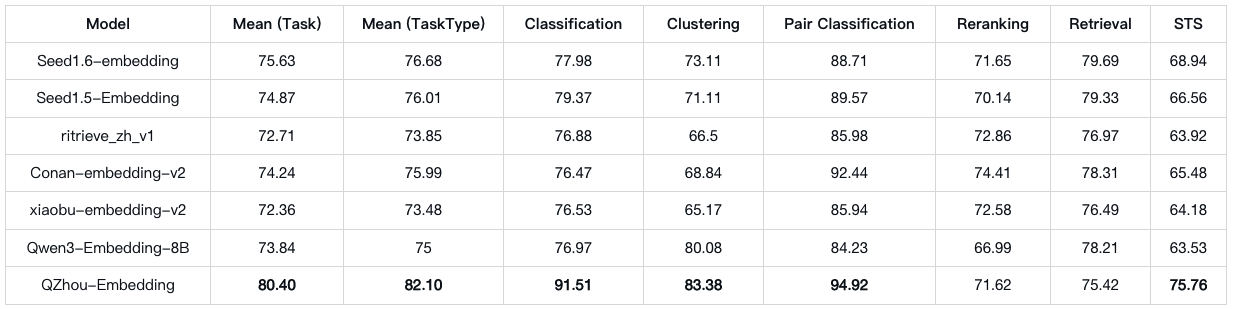 Model Mean (Task) Mean (TaskType) Classification Clustering Pair Classification Reranking Retrieval STS
Seed1.6-embedding 75.63 76.68 77.98 73.11 88.71 71.65 79.69 68.94
Seed1.5-Embedding 74.87 76.01 79.37 71.11 89.57 70.14 79.33 66.56
ritrieve_zh_v1 72.71 73.85 76.88 66.5 85.98 72.86 76.97 63.92
Conan-embedding-v2 74.24 75.99 76.47 68.84 92.44 74.41 78.31 65.48
xiaobu-embedding-v2 72.36 73.48 76.53 65.17 85.94 72.58 76.49 64.18
Qwen3-Embedding-8B 73.84 75 76.97 80.08 84.23 66.99 78.21 63.53
QZhou-Embedding 80.40 82.10 91.51 83.38 94.92 71.62 75.42 75.76